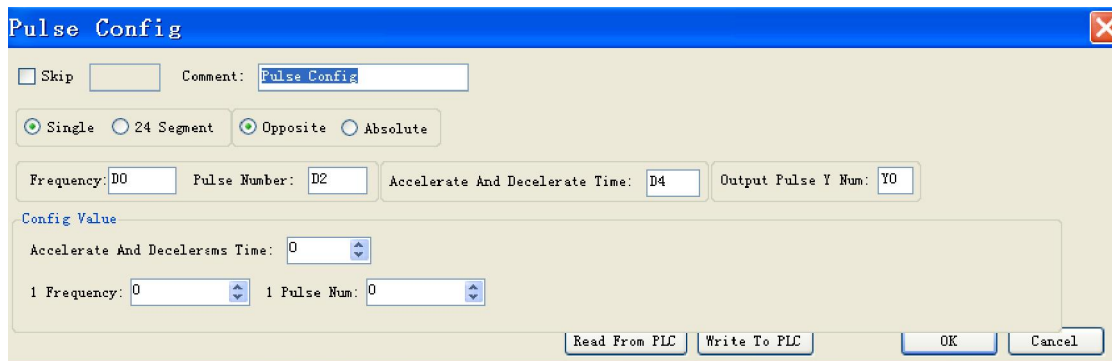 Pulse Config
Skip Comment: Pulse Config
Single 24 Segment Opposite Absolute
Frequency: D0 Pulse Number: D2 Accelerate And Decelerate Time: D4 Output Pulse Y Num: Y0
Config Value
Accelerate And Decelersms Time: 0
1 Frequency: 0 1 Pulse Num: 0
Read From PLC Write To PLC OK Cancel